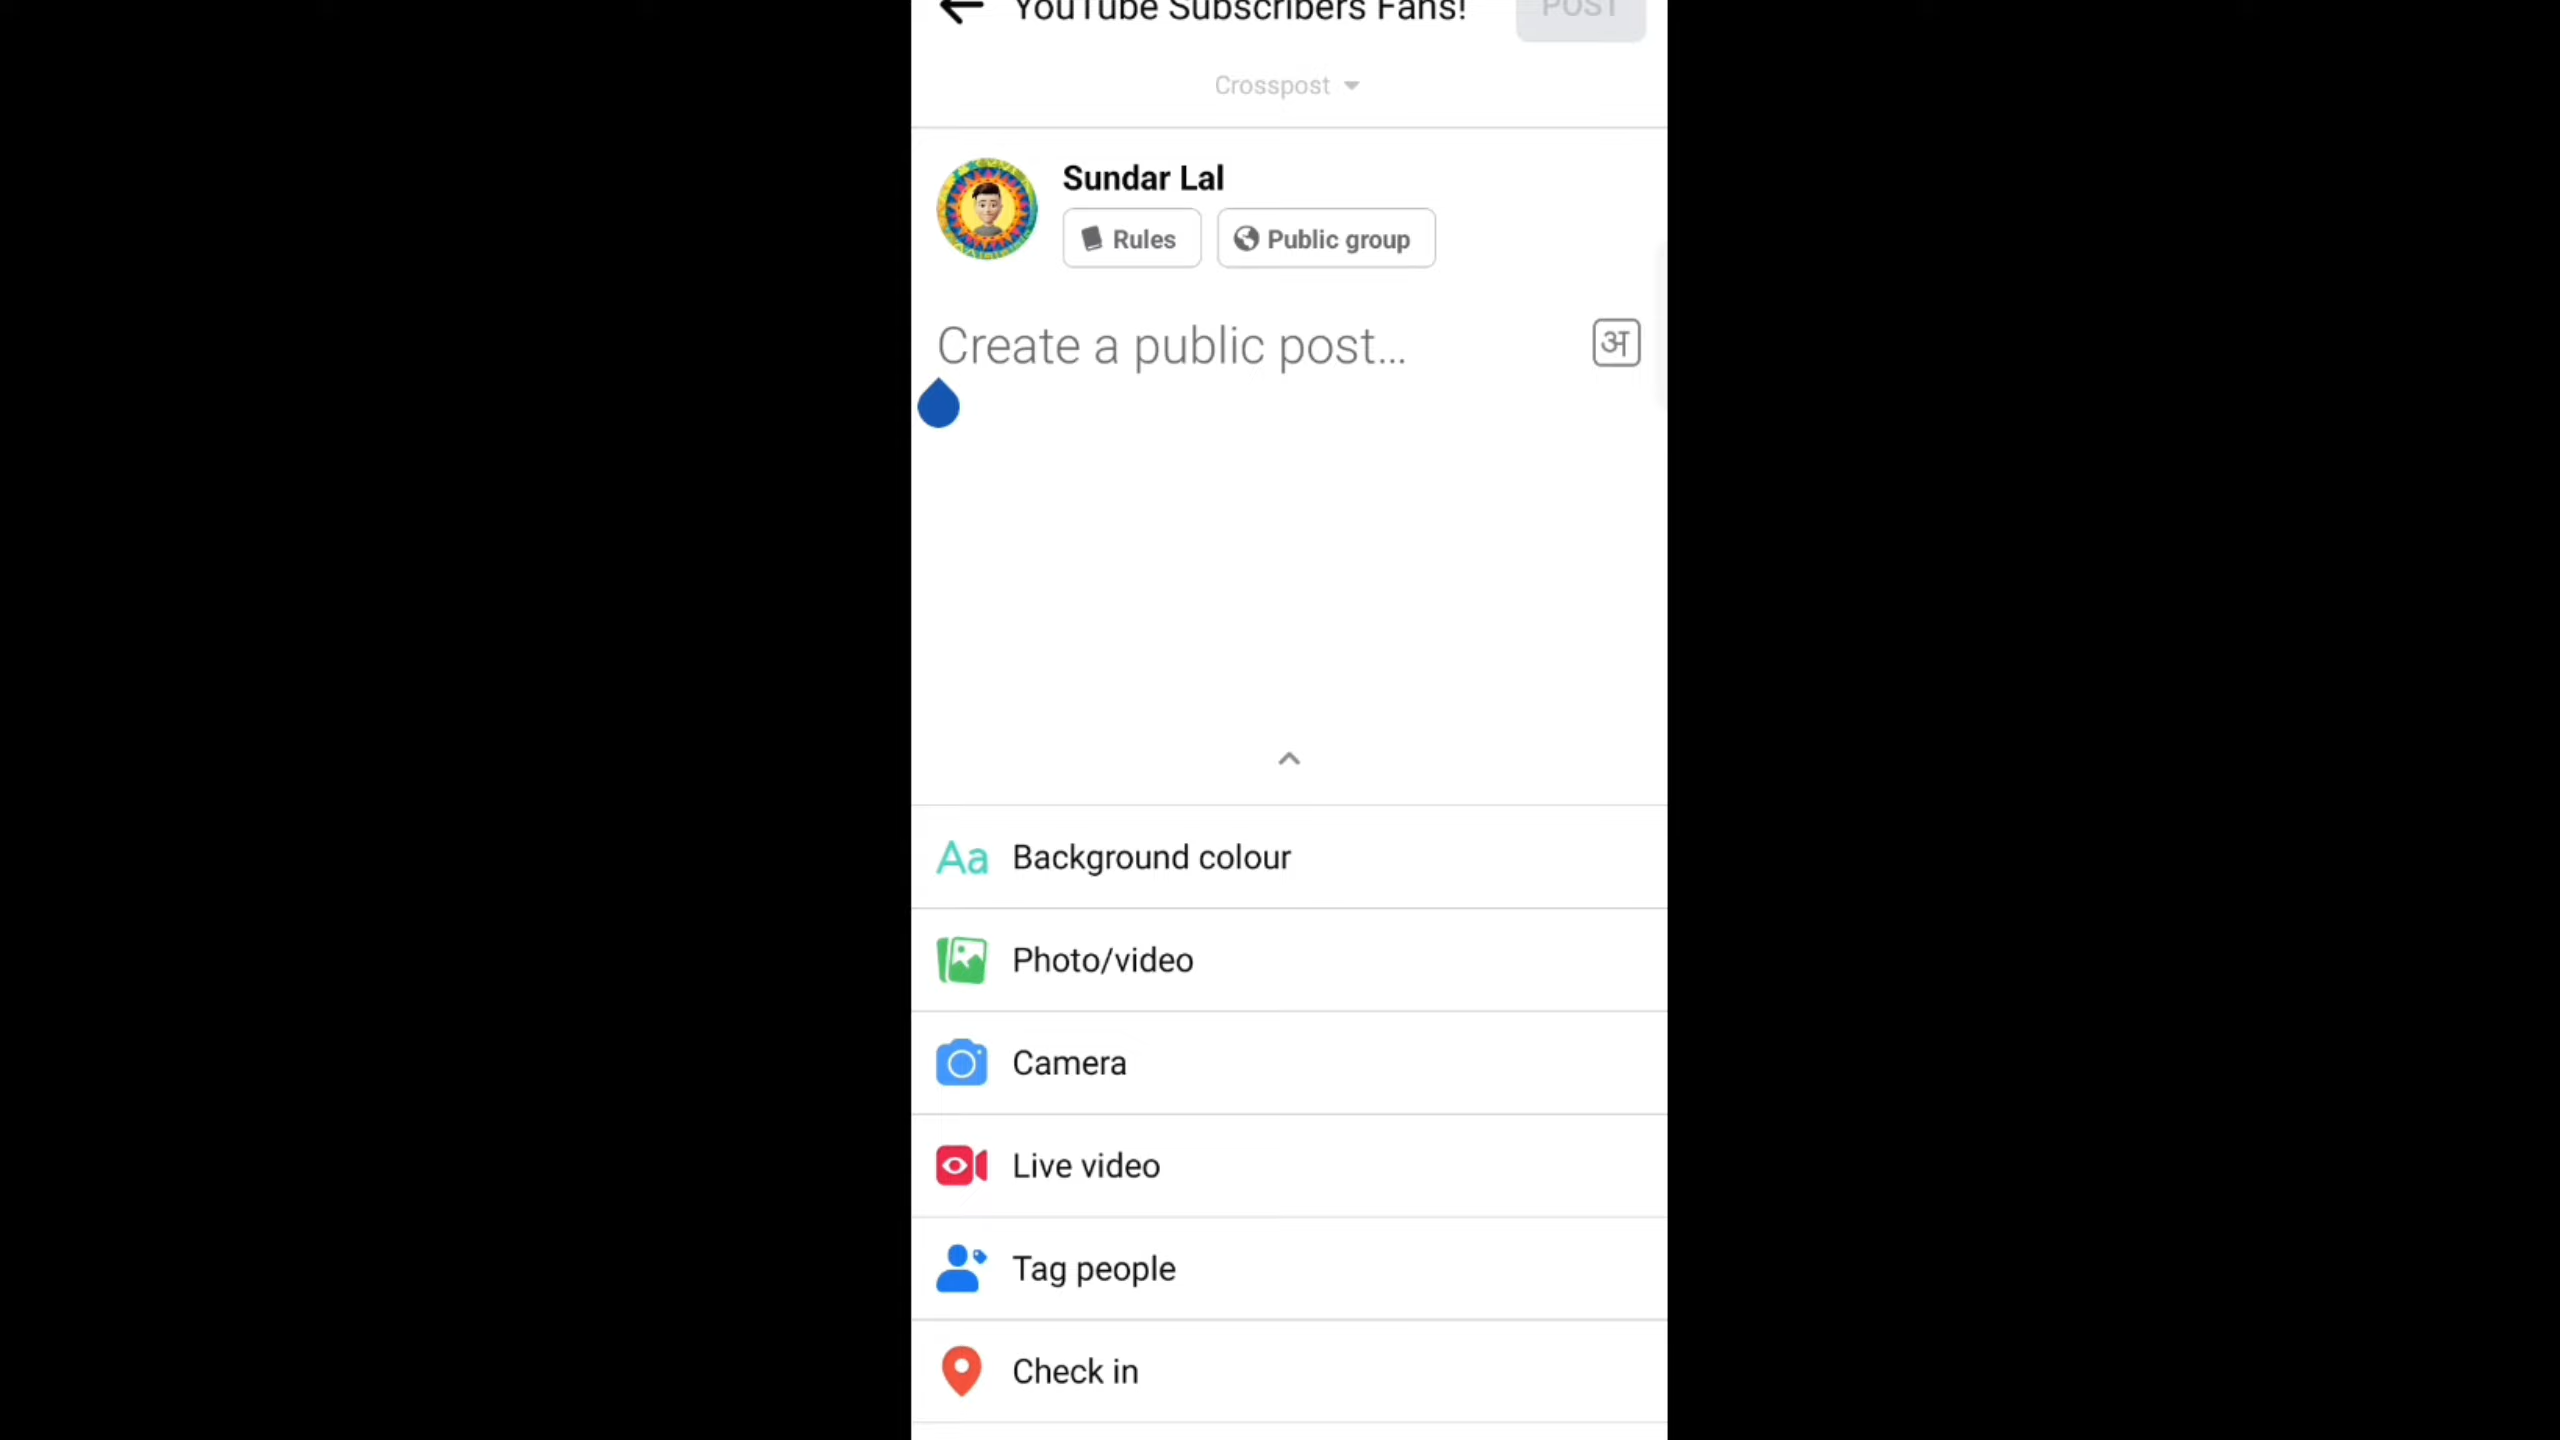 YouTube Subscribers Fans!
POST
Crosspost
Sundar Lal
Rules
Public group
Create a public post...
अ
Aa
Background colour
Photo/video
Camera
Live video
Tag people
Check in